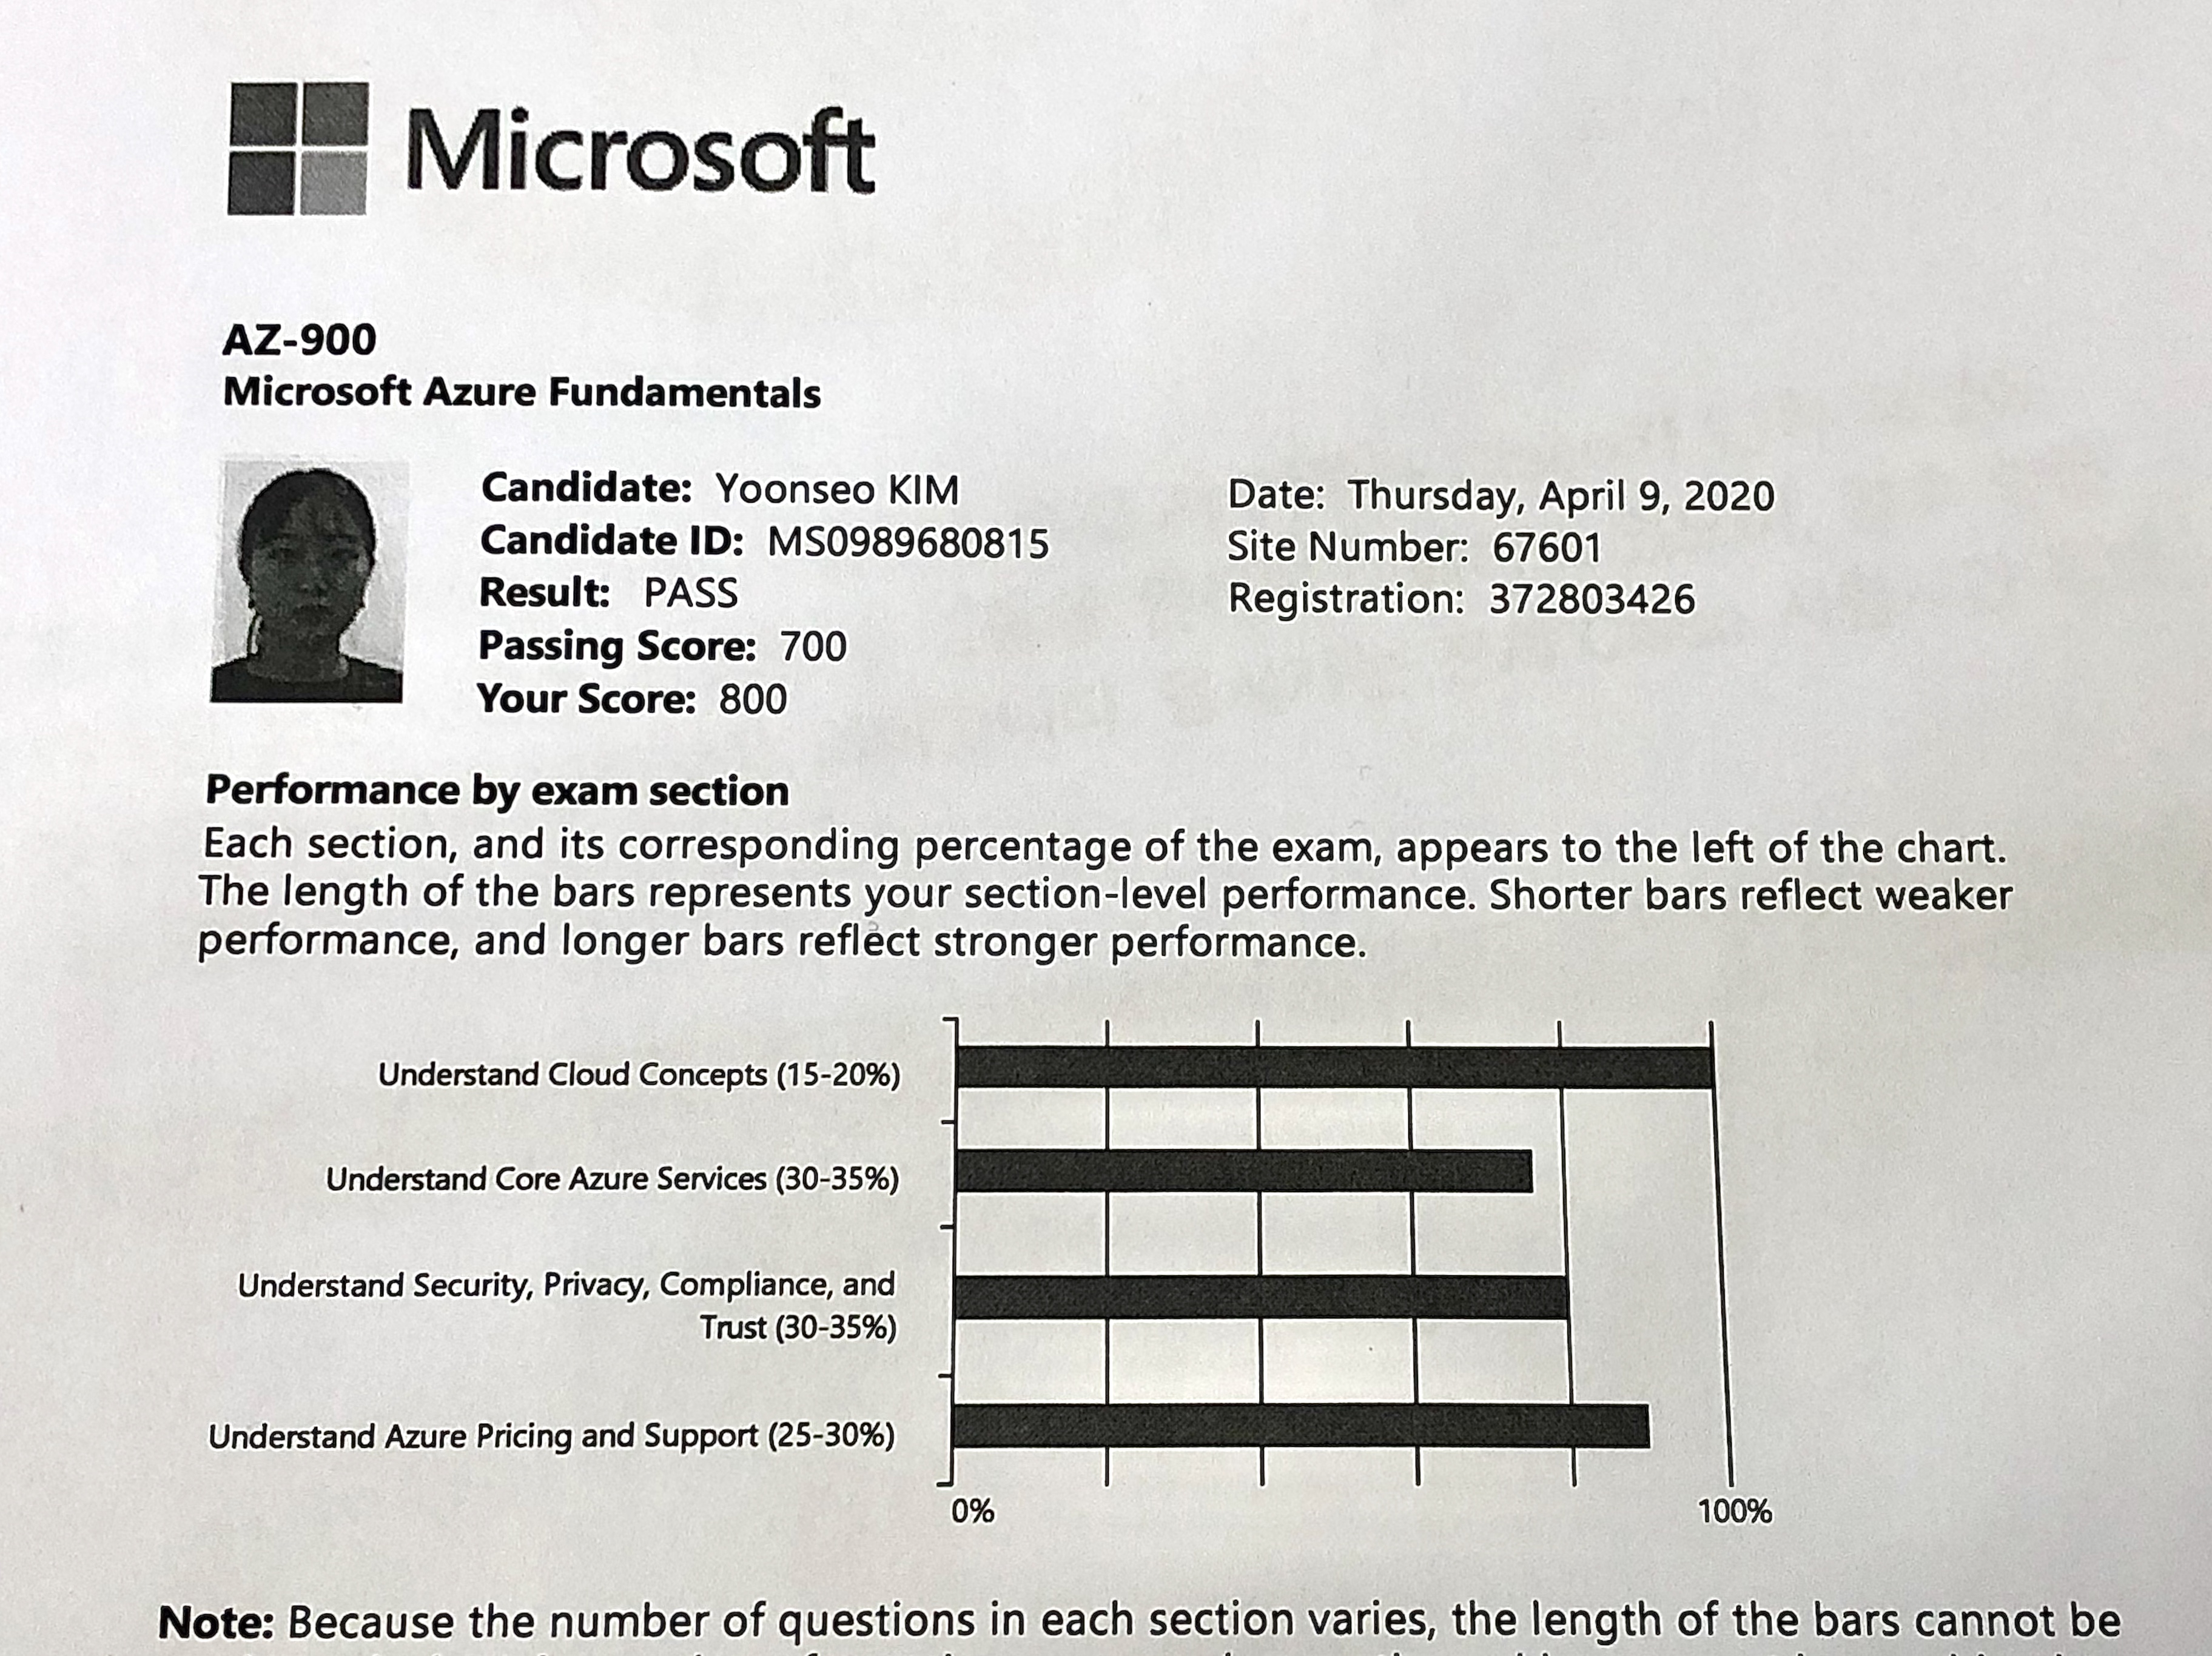 Microsoft
AZ-900
Microsoft Azure Fundamentals
Candidate: Yoonseo KIM
Candidate ID: MS0989680815
Result: PASS
Passing Score: 700
Your Score: 800
Date: Thursday, April 9, 2020
Site Number: 67601
Registration: 372803426
Performance by exam section
Each section, and its corresponding percentage of the exam, appears to the left of the chart.
The length of the bars represents your section-level performance. Shorter bars reflect weaker
performance, and longer bars reflect stronger performance.
Understand Cloud Concepts (15-20%)
Understand Core Azure Services (30-35%)
Understand Security, Privacy, Compliance, and
Trust (30-35%)
Understand Azure Pricing and Support (25-30%)
0%
100%
Note: Because the number of questions in each section varies, the length of the bars cannot be